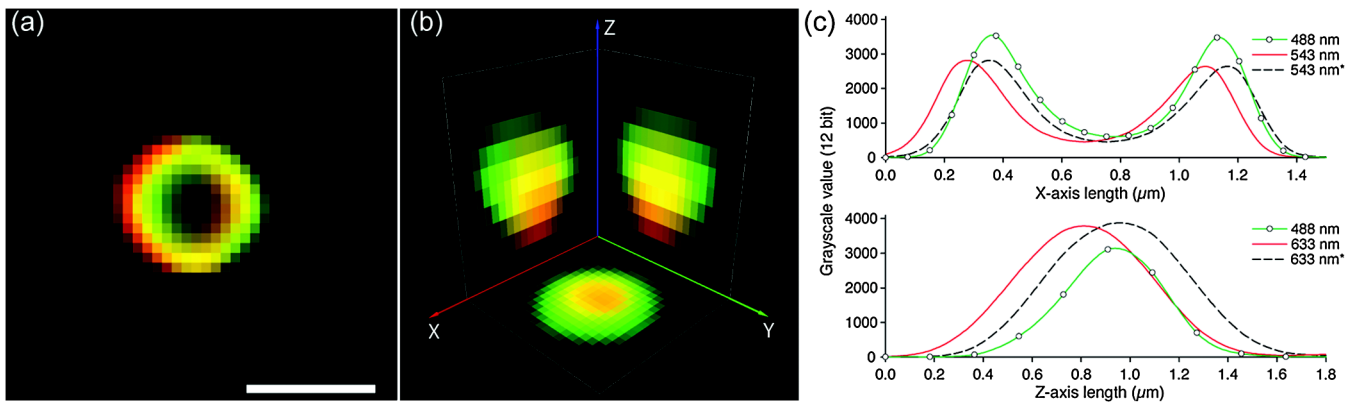 (a)
(b)
Z
X
Y
(c)
4000
3000
2000
1000
0
0.0 0.2 0.4 0.6 0.8 1.0 1.2 1.4
X-axis length (µm)
488 nm
543 nm
543 nm*
Grayscale value (12 bit)
4000
3000
2000
1000
0
0.0 0.2 0.4 0.6 0.8 1.0 1.2 1.4 1.6 1.8
Z-axis length (µm)
488 nm
633 nm
633 nm*